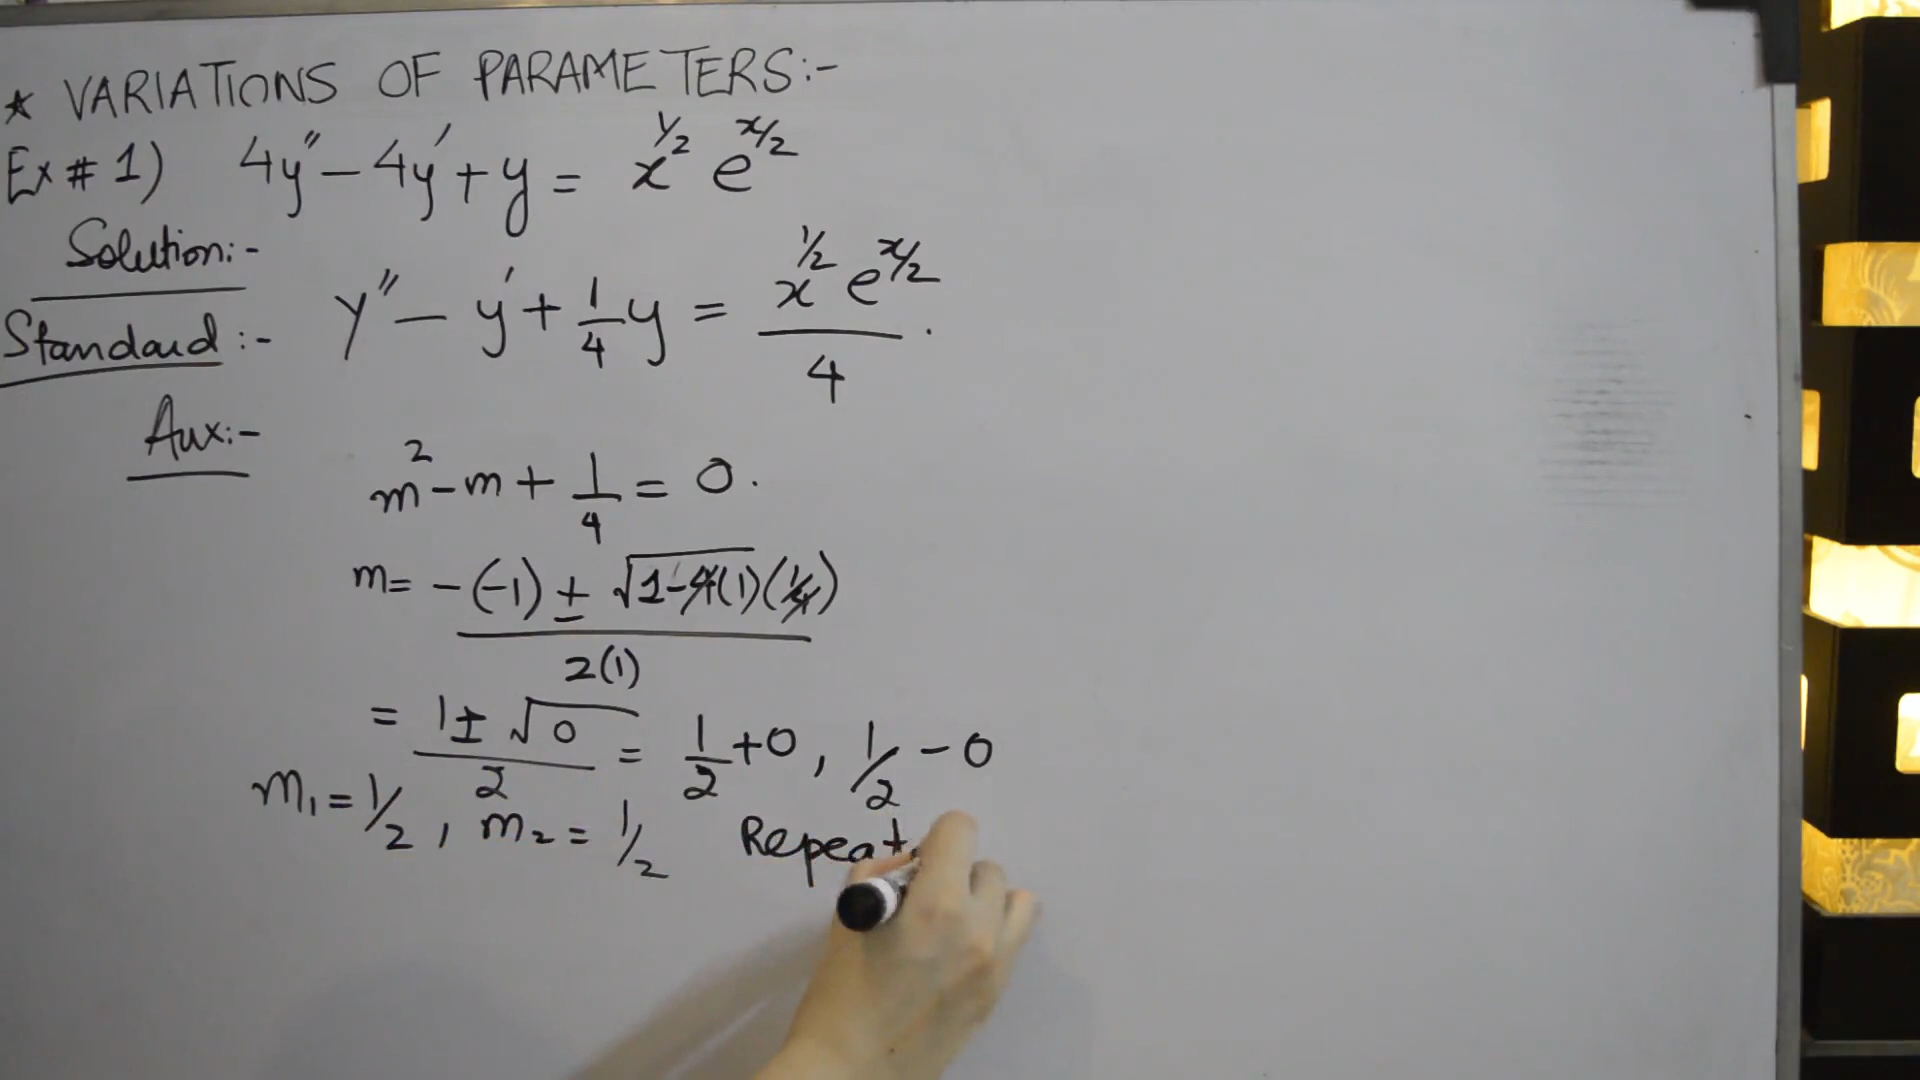 * VARIATIONS OF PARAMETERS:-
Ex # 1) 4y'' - 4y' + y = x^1/2 e^x/2
Solution:-
Standard:- y'' - y' + 1/4 y = x^1/2 e^x/2 / 4 .
Aux:-
m^2 - m + 1/4 = 0.
m = -(-1) ± √1-4(1)(1/4) / 2(1)
= 1 ± √0 / 2 = 1/2 + 0 , 1/2 - 0
m1 = 1/2 , m2 = 1/2 Repeat